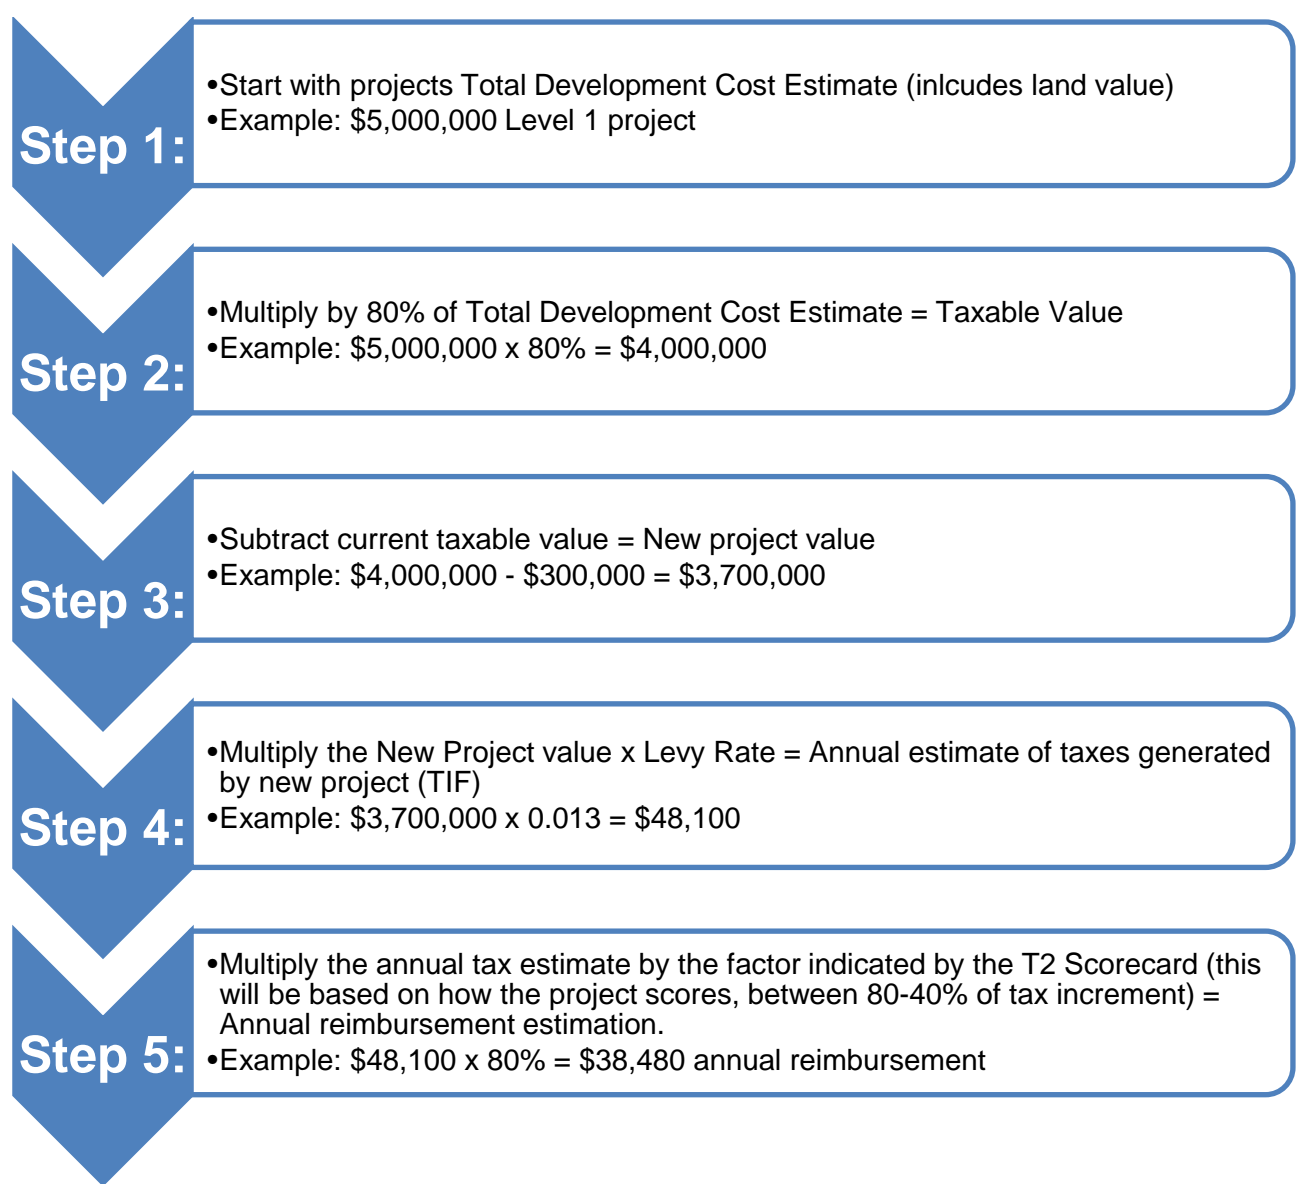 Step 1:
•Start with projects Total Development Cost Estimate (inlcudes land value)
•Example: $5,000,000 Level 1 project
Step 2:
•Multiply by 80% of Total Development Cost Estimate = Taxable Value
•Example: $5,000,000 x 80% = $4,000,000
Step 3:
•Subtract current taxable value = New project value
•Example: $4,000,000 - $300,000 = $3,700,000
Step 4:
•Multiply the New Project value x Levy Rate = Annual estimate of taxes generated
by new project (TIF)
•Example: $3,700,000 x 0.013 = $48,100
Step 5:
•Multiply the annual tax estimate by the factor indicated by the T2 Scorecard (this
will be based on how the project scores, between 80-40% of tax increment) =
Annual reimbursement estimation.
•Example: $48,100 x 80% = $38,480 annual reimbursement